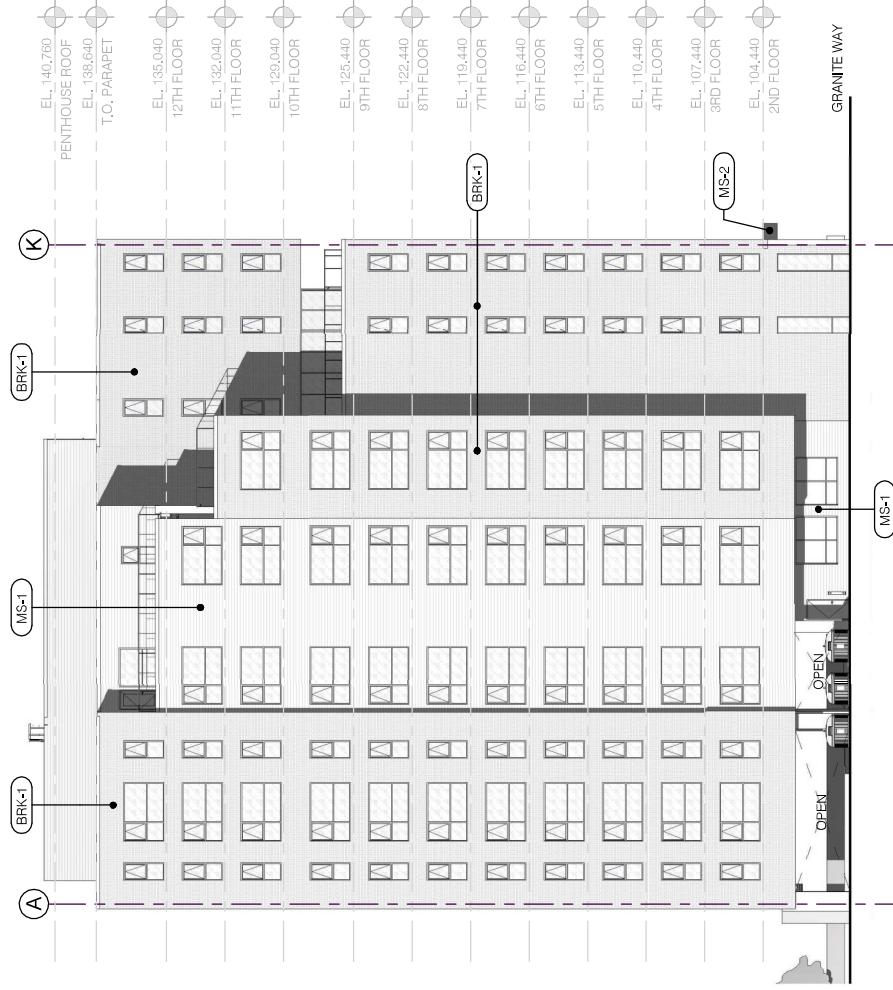 EL. 140.760
PENTHOUSE ROOF
EL. 138.640
T.O. PARAPET
EL. 135.040
12TH FLOOR
EL. 132.040
11TH FLOOR
EL. 129.040
10TH FLOOR
EL. 125.440
9TH FLOOR
EL. 122.440
8TH FLOOR
EL. 119.440
7TH FLOOR
EL. 116.440
6TH FLOOR
EL. 113.440
5TH FLOOR
EL. 110.440
4TH FLOOR
EL. 107.440
3RD FLOOR
EL. 104.440
2ND FLOOR
GRANITE WAY
K
BRK-1
BRK-1
MS-2
MS-1
MS-1
BRK-1
A
OPEN
OPEN